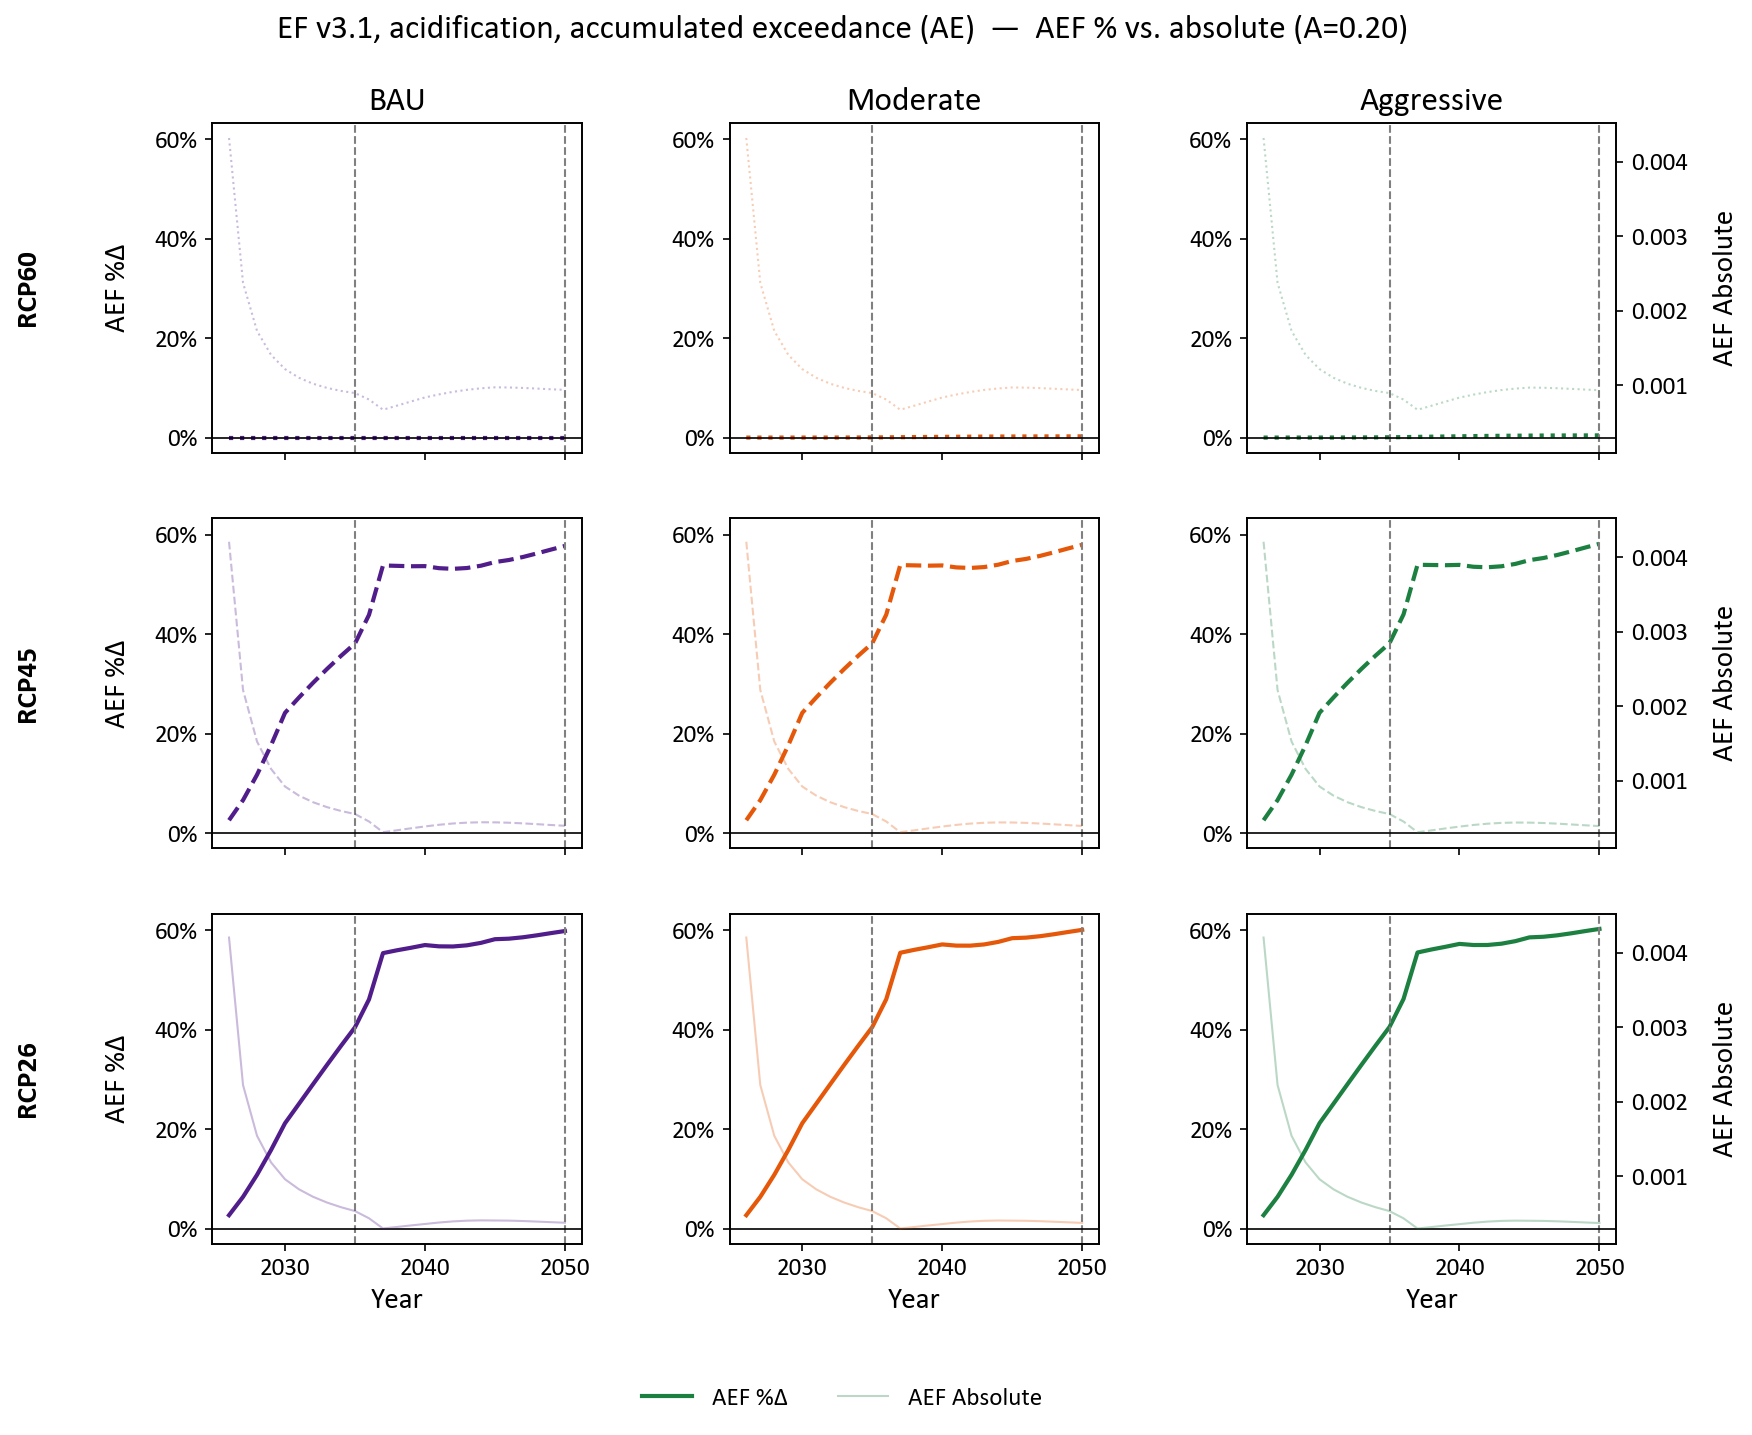 EF v3.1, acidification, accumulated exceedance (AE) — AEF % vs. absolute (A=0.20)
BAU
Moderate
Aggressive
RCP60
AEF %Δ
60%
40%
20%
0%
60%
40%
20%
0%
60%
40%
20%
0%
0.004
0.003
0.002
0.001
AEF Absolute
RCP45
AEF %Δ
60%
40%
20%
0%
60%
40%
20%
0%
60%
40%
20%
0%
0.004
0.003
0.002
0.001
AEF Absolute
RCP26
AEF %Δ
60%
40%
20%
0%
60%
40%
20%
0%
60%
40%
20%
0%
0.004
0.003
0.002
0.001
AEF Absolute
2030 2040 2050
2030 2040 2050
2030 2040 2050
Year
Year
Year
AEF %Δ
AEF Absolute